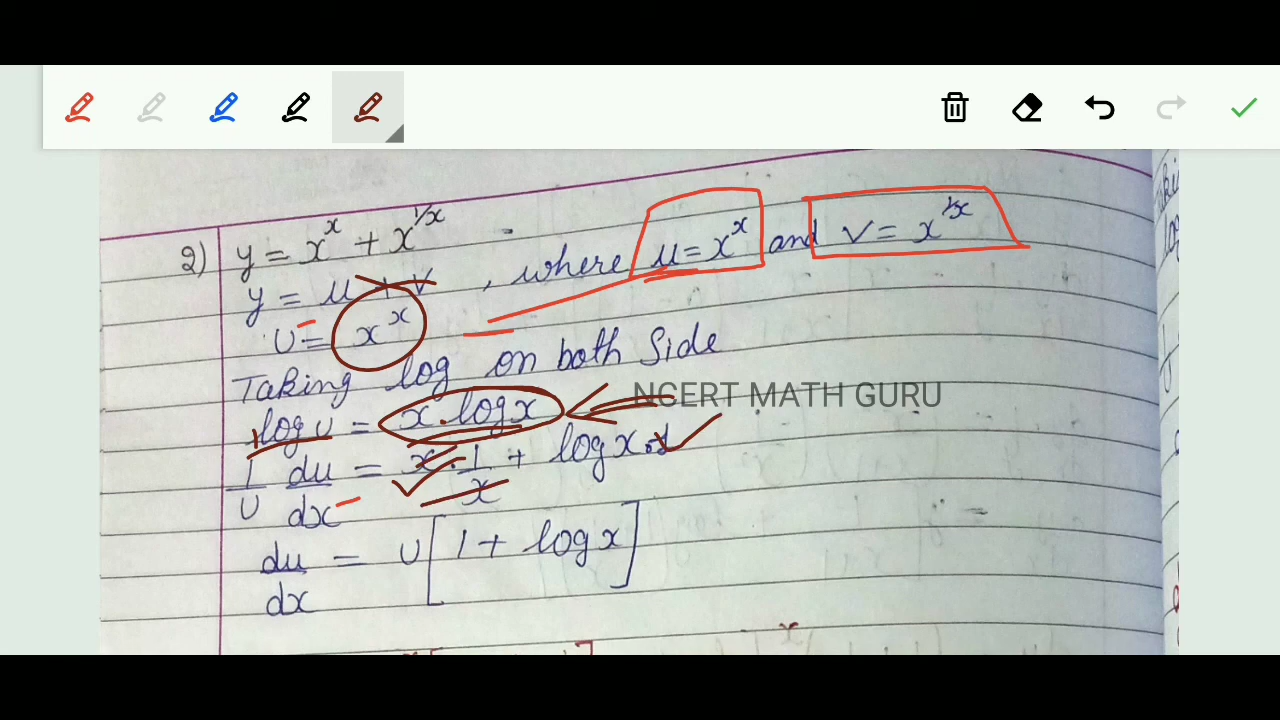 2) y = x^x + x^{1/x}
y = u + v , where u = x^x and v = x^{1/x}
u = x^x
Taking log on both Side
log u = x . log x
1/u du/dx = x . 1/x + log x . 1
du/dx = u [1 + log x]
NCERT MATH GURU